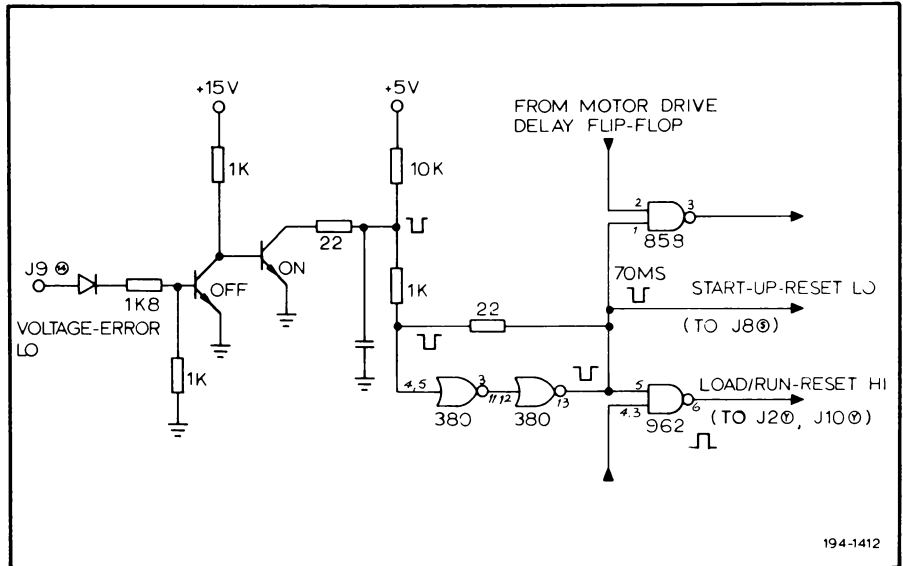 +15V
+5V
FROM MOTOR DRIVE
DELAY FLIP-FLOP
1K
10K
2
3
1
858
22
J9 14
1K8
OFF
ON
1K
70MS
START-UP-RESET LO
(TO J8 S)
VOLTAGE-ERROR
LO
22
1K
4,5
3
11
12
13
5
4,3
6
LOAD/RUN-RESET HI
(TO J2 Y, J10 Y)
380
380
962
194-1412